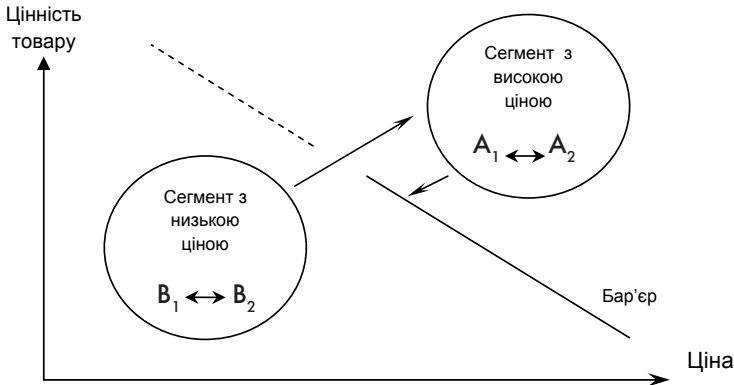 Цінність
товару
Сегмент з
високою
ціною
A₁ ↔ A₂
Сегмент з
низькою
ціною
B₁ ↔ B₂
Бар’єр
Ціна